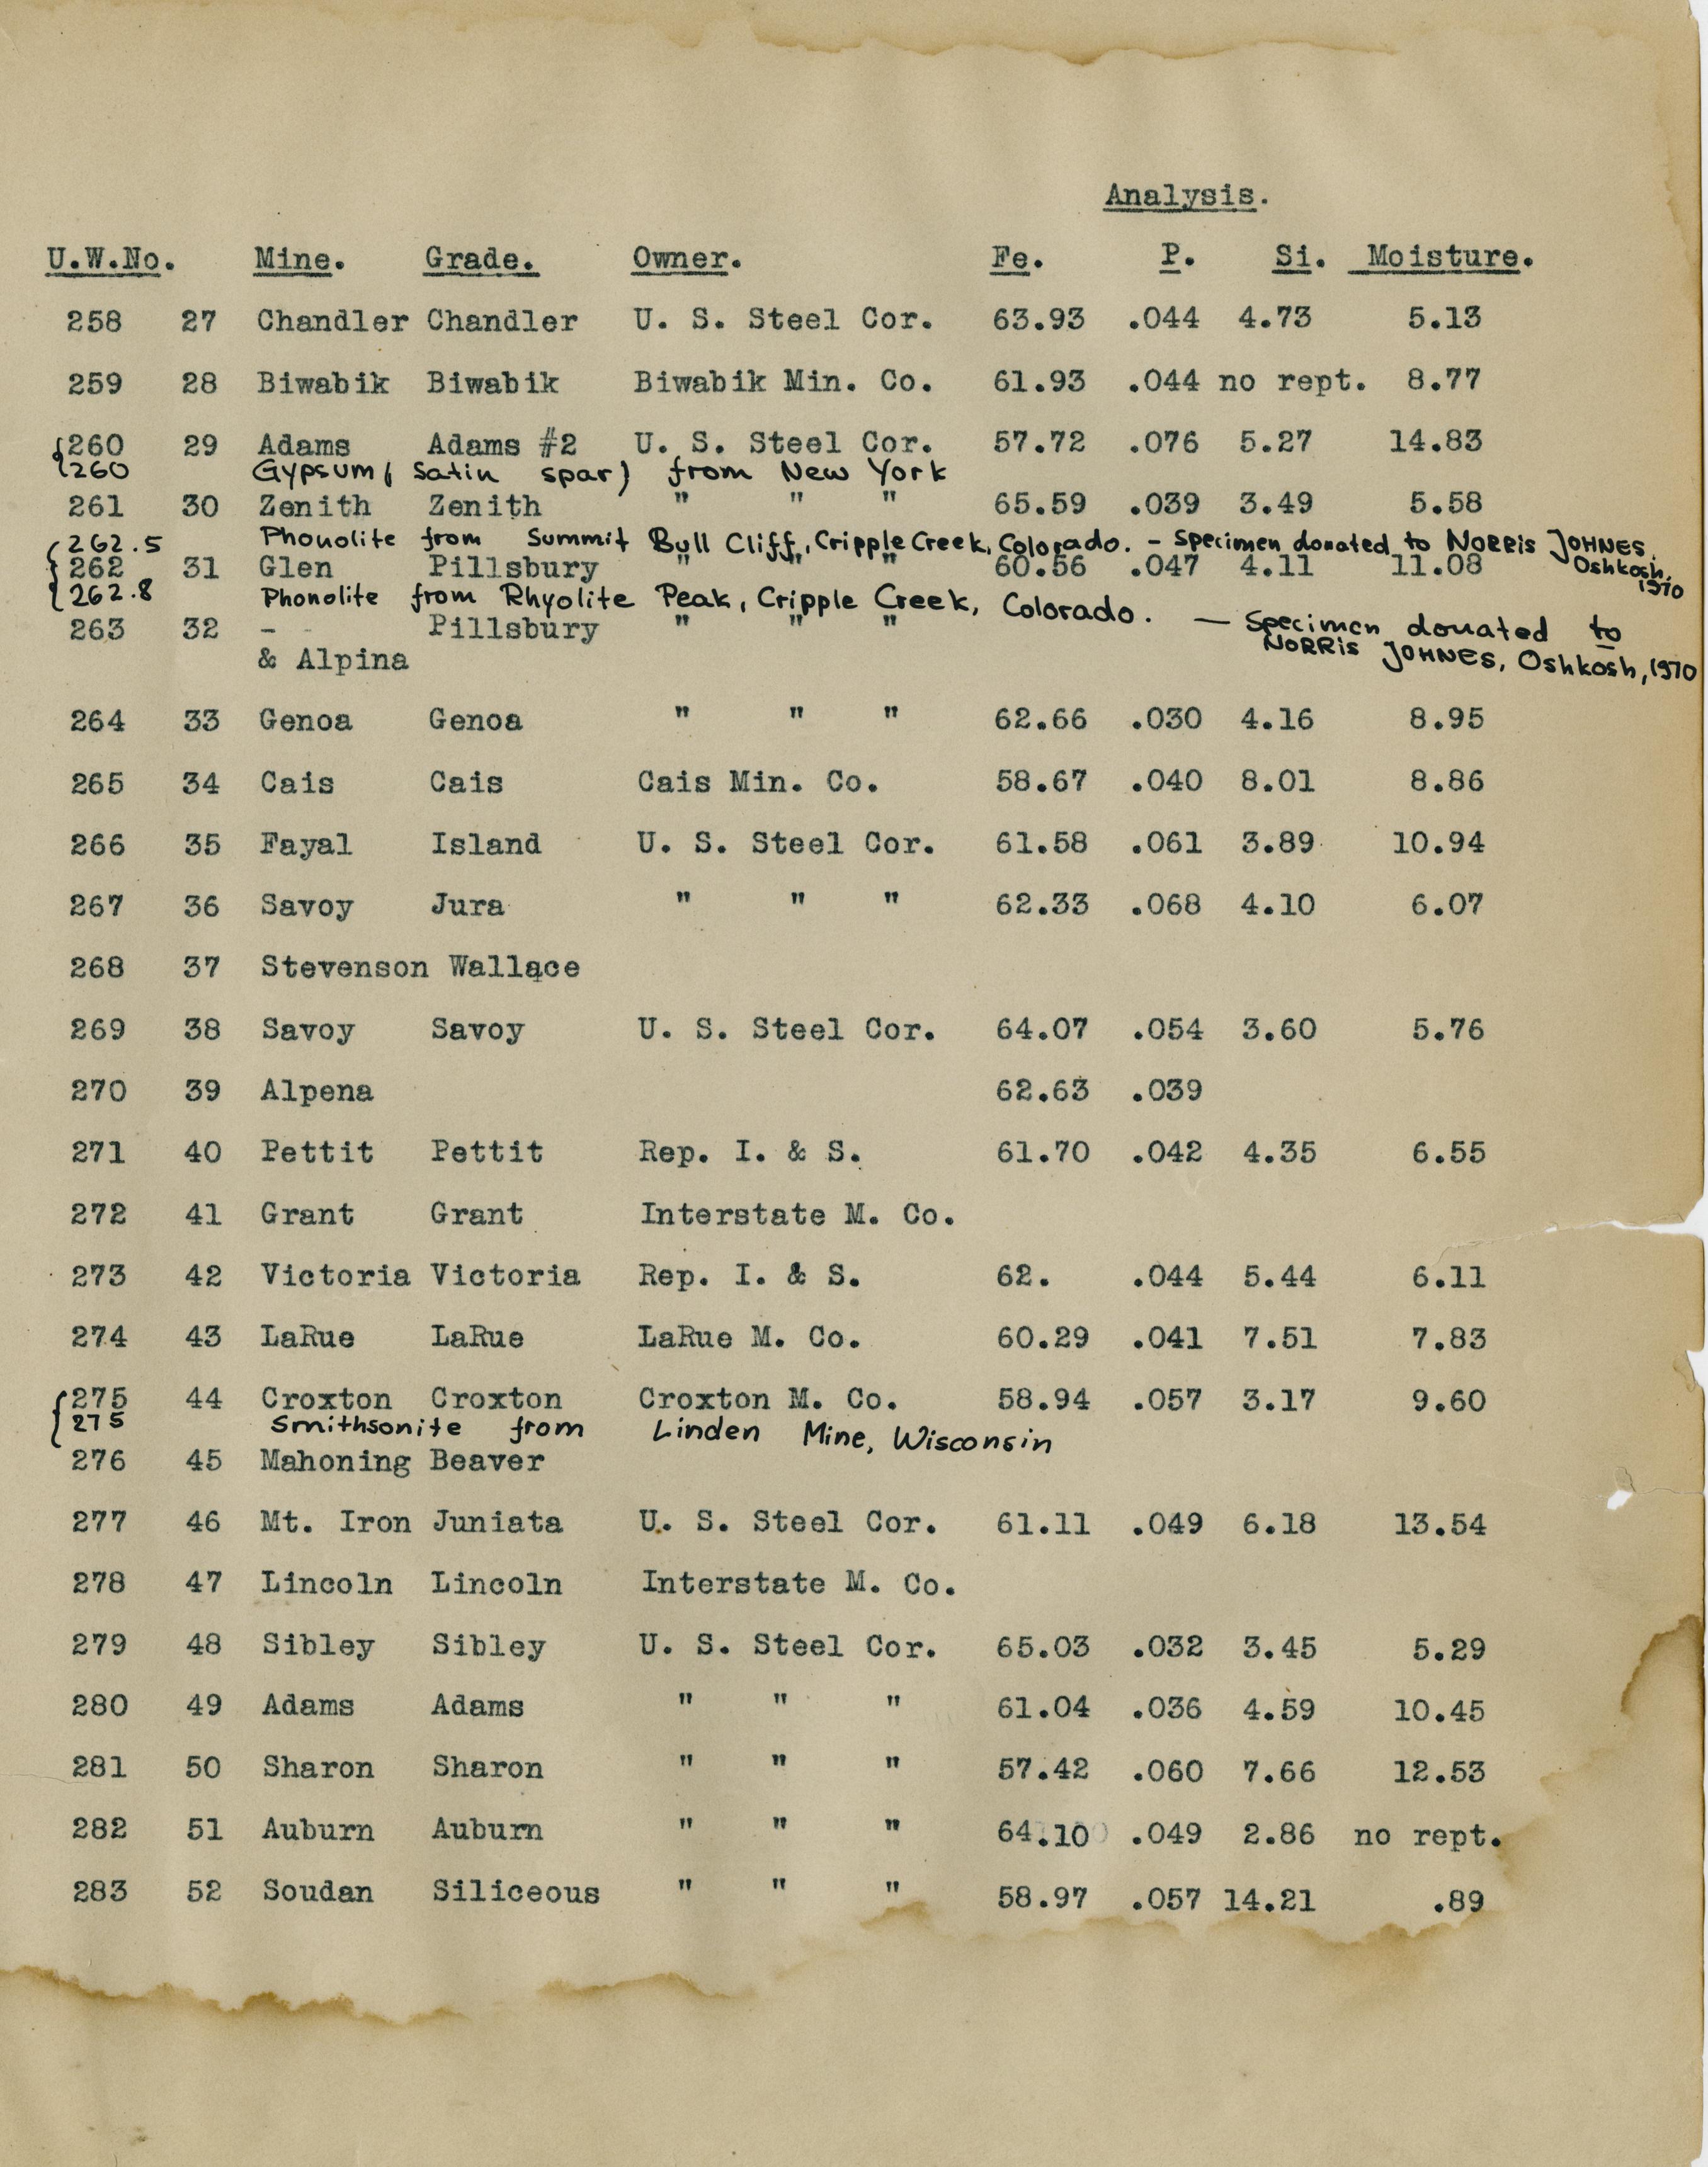 Analysis.
U.W.No. Mine. Grade. Owner. Fe. P. Si. Moisture.
258 27 Chandler Chandler U. S. Steel Cor. 63.93 .044 4.73 5.13
259 28 Biwabik Biwabik Biwabik Min. Co. 61.93 .044 no rept. 8.77
260 29 Adams Adams #2 U. S. Steel Cor. 57.72 .076 5.27 14.83
260 Gypsum ( Satin spar) from New York
261 30 Zenith Zenith " " " 65.59 .039 3.49 5.58
262.5 Phonolite from Summit Bull Cliff, Cripple Creek, Colorado. - Specimen donated to NORRIS JOHNES,
Oshkosh, 1970
262 31 Glen Pillsbury " " " 60.56 .047 4.11 11.08
262.8 Phonolite from Rhyolite Peak, Cripple Creek, Colorado. — Specimen donated to
NORRIS JOHNES, Oshkosh, 1970
263 32 - - Pillsbury " " "
& Alpina
264 33 Genoa Genoa " " " 62.66 .030 4.16 8.95
265 34 Cais Cais Cais Min. Co. 58.67 .040 8.01 8.86
266 35 Fayal Island U. S. Steel Cor. 61.58 .061 3.89 10.94
267 36 Savoy Jura " " " 62.33 .068 4.10 6.07
268 37 Stevenson Wallace
269 38 Savoy Savoy U. S. Steel Cor. 64.07 .054 3.60 5.76
270 39 Alpena 62.63 .039
271 40 Pettit Pettit Rep. I. & S. 61.70 .042 4.35 6.55
272 41 Grant Grant Interstate M. Co.
273 42 Victoria Victoria Rep. I. & S. 62. .044 5.44 6.11
274 43 LaRue LaRue LaRue M. Co. 60.29 .041 7.51 7.83
275 44 Croxton Croxton Croxton M. Co. 58.94 .057 3.17 9.60
275 Smithsonite from Linden Mine, Wisconsin
276 45 Mahoning Beaver
277 46 Mt. Iron Juniata U. S. Steel Cor. 61.11 .049 6.18 13.54
278 47 Lincoln Lincoln Interstate M. Co.
279 48 Sibley Sibley U. S. Steel Cor. 65.03 .032 3.45 5.29
280 49 Adams Adams " " " 61.04 .036 4.59 10.45
281 50 Sharon Sharon " " " 57.42 .060 7.66 12.53
282 51 Auburn Auburn " " " 64.10 .049 2.86 no rept.
283 52 Soudan Siliceous " " " 58.97 .057 14.21 .89